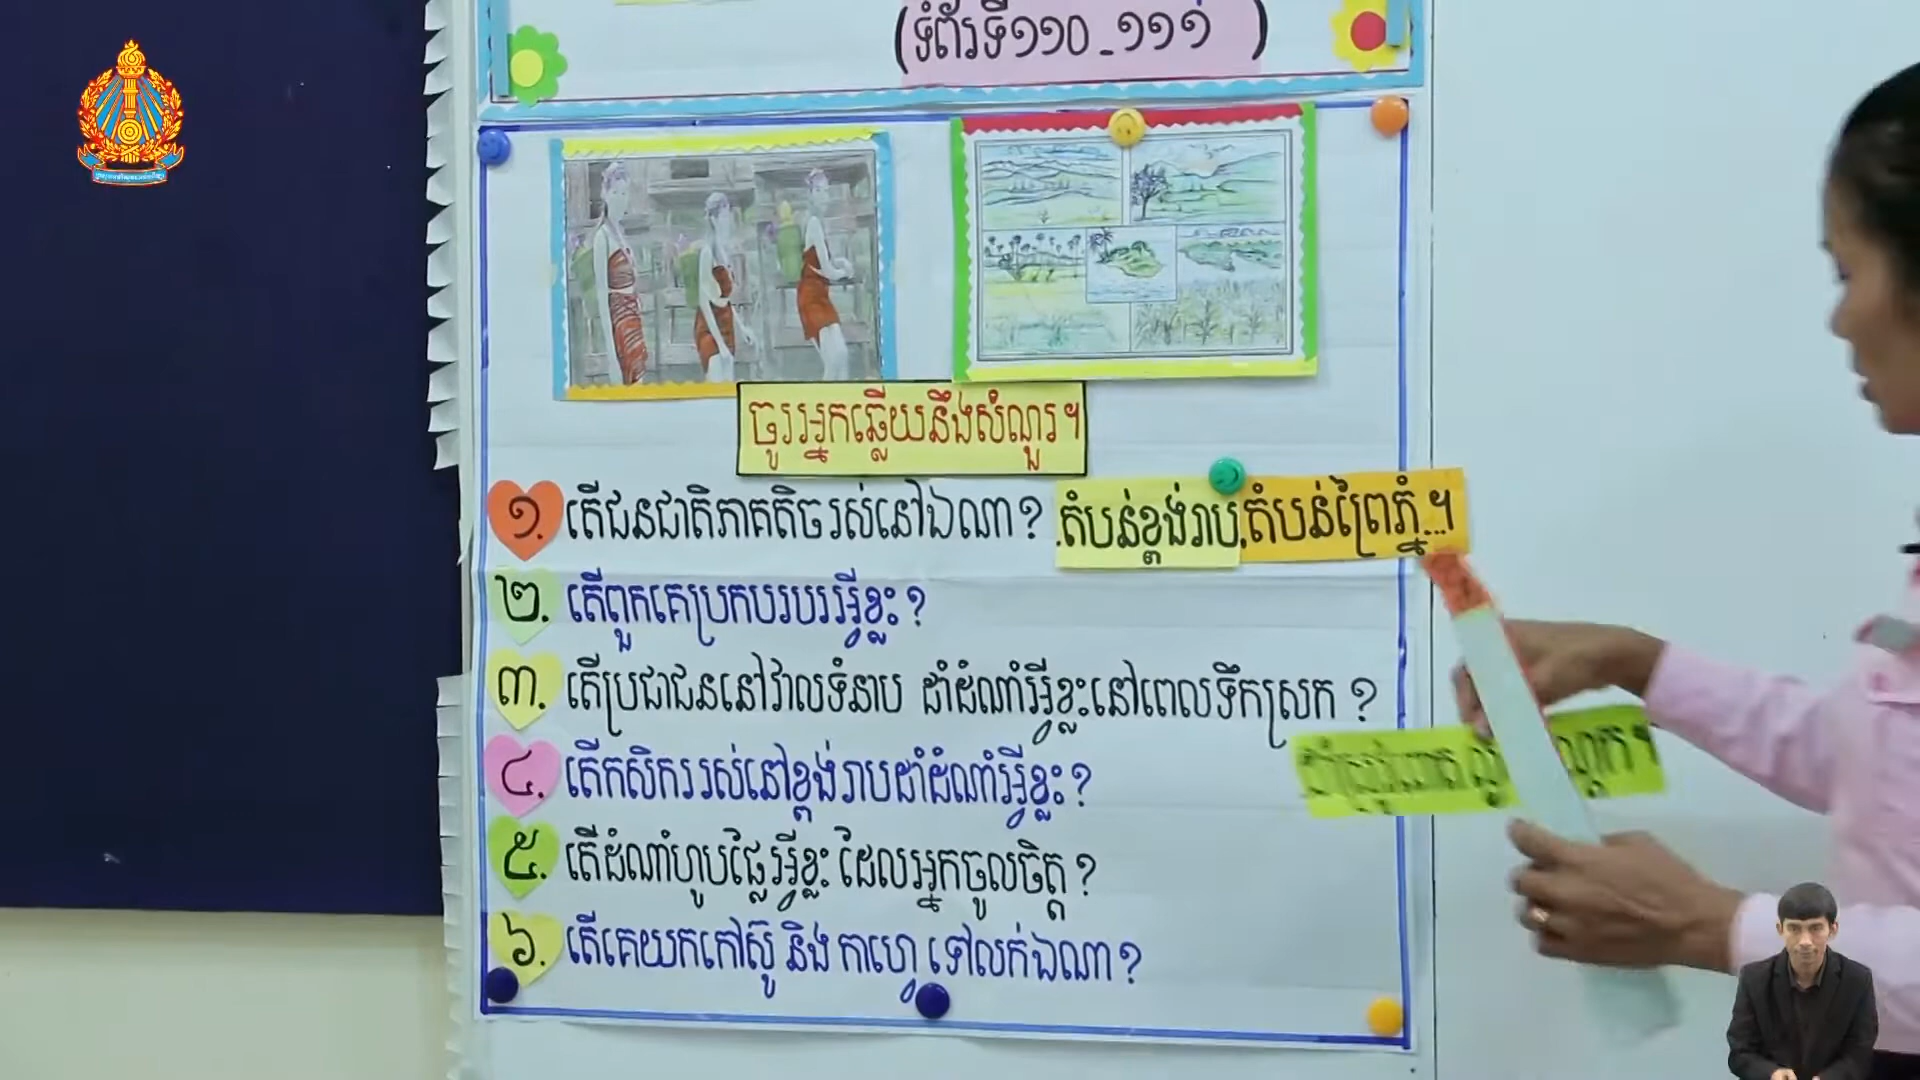 (ទំព័រទី១១០-១១១)
ចូរអ្នកឆ្លើយនឹងសំណួរ។
១. តើជនជាតិភាគតិចរស់នៅឯណា? តំបន់ខ្ពង់រាប តំបន់ព្រៃភ្នំ...។
២. តើពួកគេប្រកបរបរអ្វីខ្លះ?
៣. តើប្រជាជននៅវាលទំនាប ដាំដំណាំអ្វីខ្លះនៅពេលទឹកស្រក ?
៤. តើកសិកររស់នៅខ្ពង់រាបដាំដំណាំអ្វីខ្លះ?
៥. តើដំណាំហូបផ្លែអ្វីខ្លះ ដែលអ្នកចូលចិត្ត ?
៦. តើគេយកកៅស៊ូ និង កាហ្វេ ទៅលក់ឯណា?